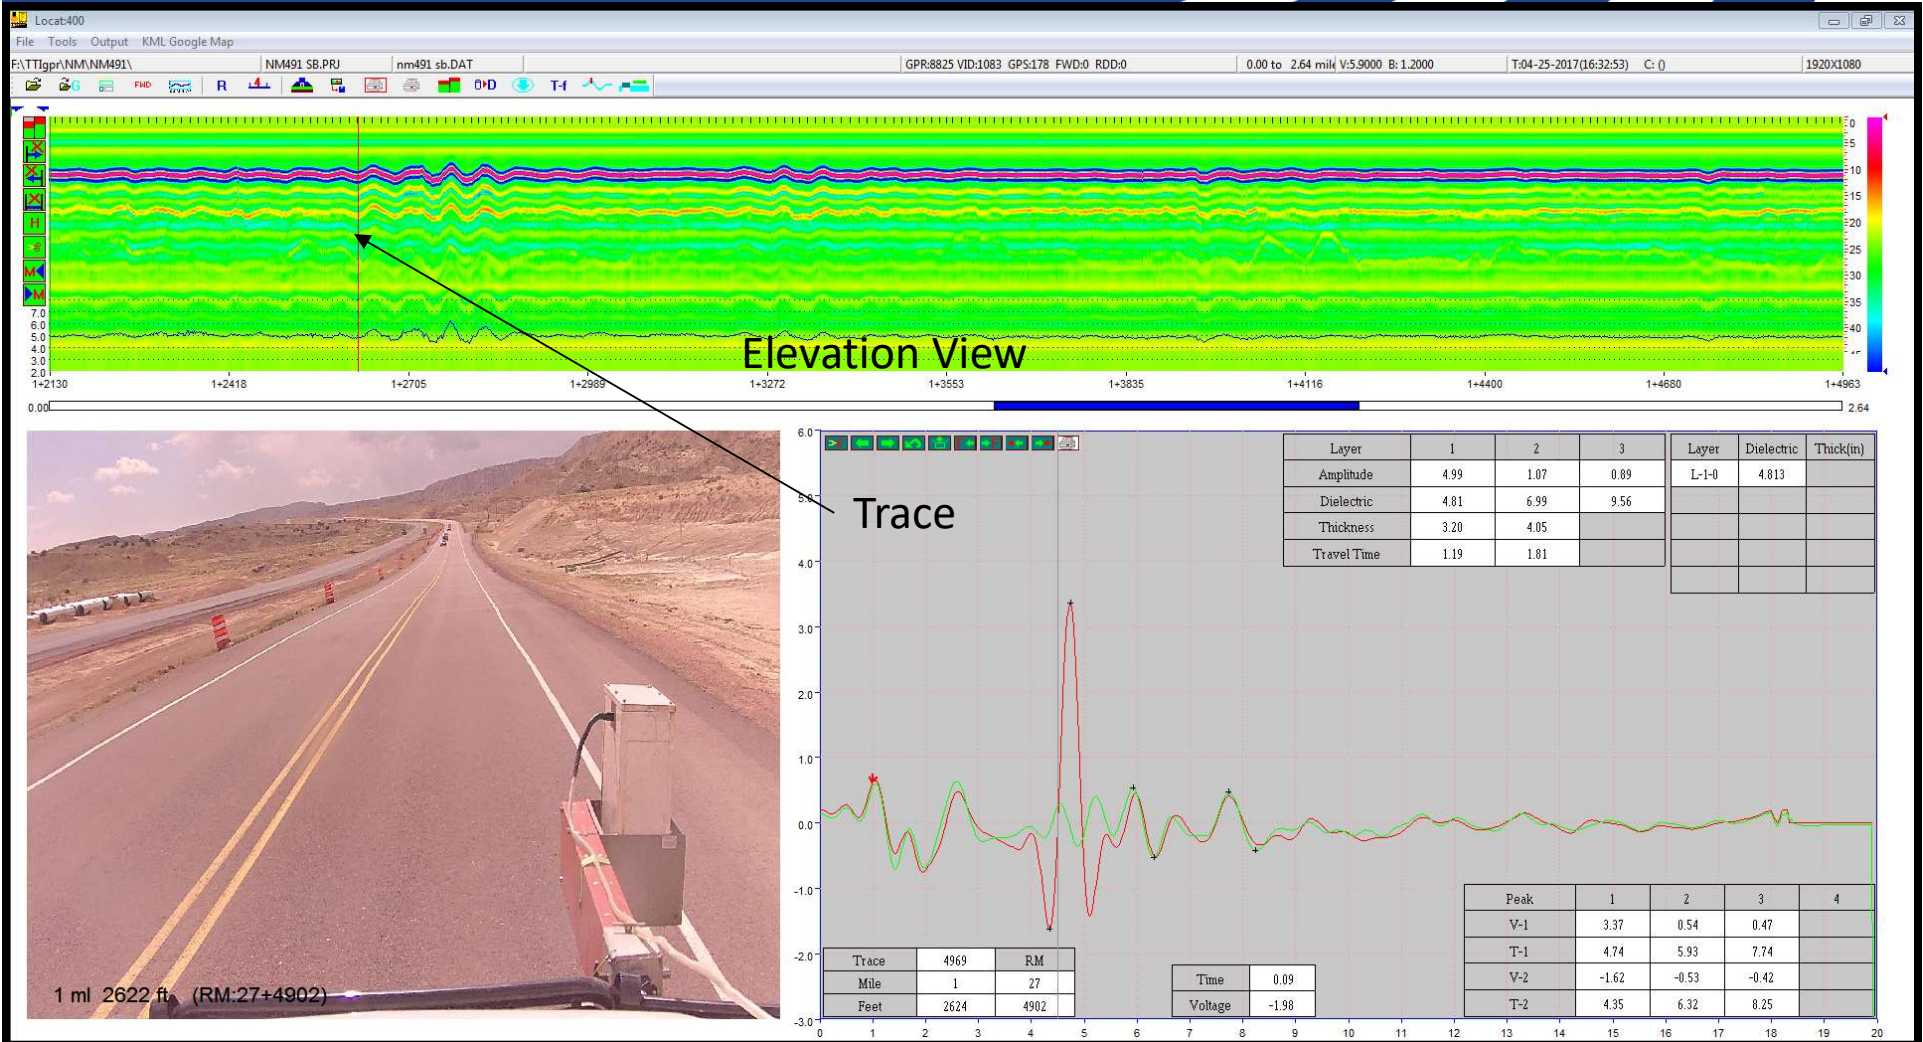 Locat:400
File Tools Output KML Google Map
F:\TTIgpr\NM\NM491\ NM491 SB.PRJ nm491 sb.DAT GPR:8825 VID:1083 GPS:178 FWD:0 RDD:0 0.00 to 2.64 mile V:5.9000 B: 1.2000 T:04-25-2017(16:32:53) C: () 1920X1080
G FWD R 4 D T-f
0
5
10
15
H 20
25
M 30
M 35
7.0
6.0 40
5.0
4.0 Elevation View
3.0
2.0
1+2130 1+2418 1+2705 1+2989 1+3272 1+3553 1+3835 1+4116 1+4400 1+4680 1+4963
0.00 2.64
6.0
Layer 1 2 3 Layer Dielectric Thick(in)
Amplitude 4.99 1.07 0.89 L-1-0 4.813
5.0 Trace
Dielectric 4.81 6.99 9.56
Thickness 3.20 4.05
Travel Time 1.19 1.81
4.0
3.0
2.0
1.0
0.0
-1.0
Peak 1 2 3 4
V-1 3.37 0.54 0.47
T-1 4.74 5.93 7.74
V-2 -1.62 -0.53 -0.42
T-2 4.35 6.32 8.25
-2.0
Trace 4969 RM
Mile 1 27
Feet 2624 4902
Time 0.09
Voltage -1.98
1 ml 2622 ft (RM:27+4902)
-3.0
0 1 2 3 4 5 6 7 8 9 10 11 12 13 14 15 16 17 18 19 20